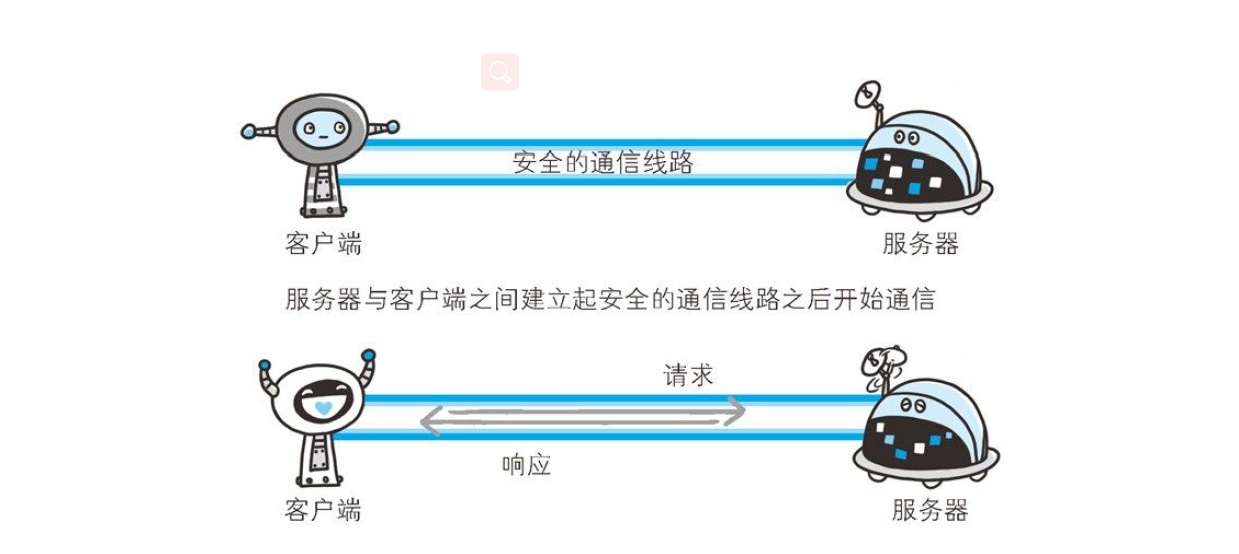 安全的通信线路
客户端
服务器
服务器与客户端之间建立起安全的通信线路之后开始通信
请求
响应
客户端
服务器